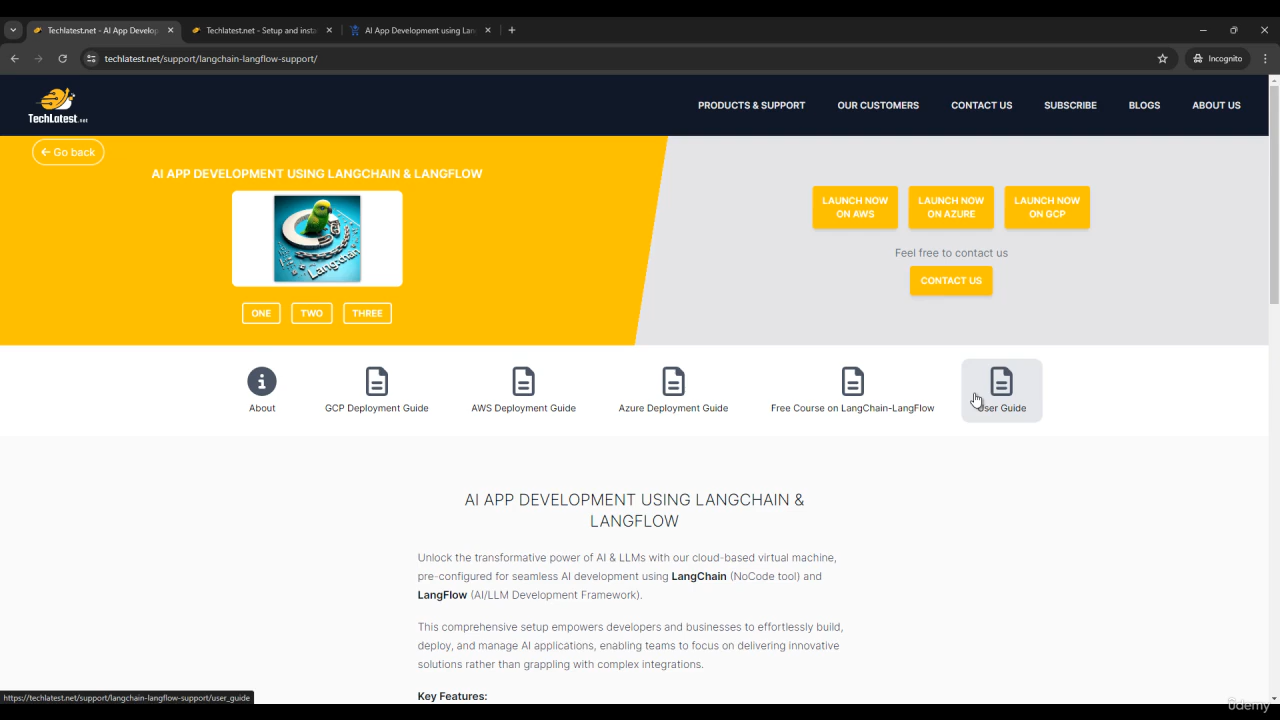 Techlatest.net - AI App Develop
Techlatest.net - Setup and insta
AI App Development using Lan
techlatest.net/support/langchain-langflow-support/
Incognito
TechLatest.net
PRODUCTS & SUPPORT
OUR CUSTOMERS
CONTACT US
SUBSCRIBE
BLOGS
ABOUT US
Go back
AI APP DEVELOPMENT USING LANGCHAIN & LANGFLOW
Langchain
ONE
TWO
THREE
LAUNCH NOW
ON AWS
LAUNCH NOW
ON AZURE
LAUNCH NOW
ON GCP
Feel free to contact us
CONTACT US
About
GCP Deployment Guide
AWS Deployment Guide
Azure Deployment Guide
Free Course on LangChain-LangFlow
User Guide
AI APP DEVELOPMENT USING LANGCHAIN &
LANGFLOW
Unlock the transformative power of AI & LLMs with our cloud-based virtual machine,
pre-configured for seamless AI development using LangChain (NoCode tool) and
LangFlow (AI/LLM Development Framework).
This comprehensive setup empowers developers and businesses to effortlessly build,
deploy, and manage AI applications, enabling teams to focus on delivering innovative
solutions rather than grappling with complex integrations.
Key Features:
https://techlatest.net/support/langchain-langflow-support/user_guide
udemy